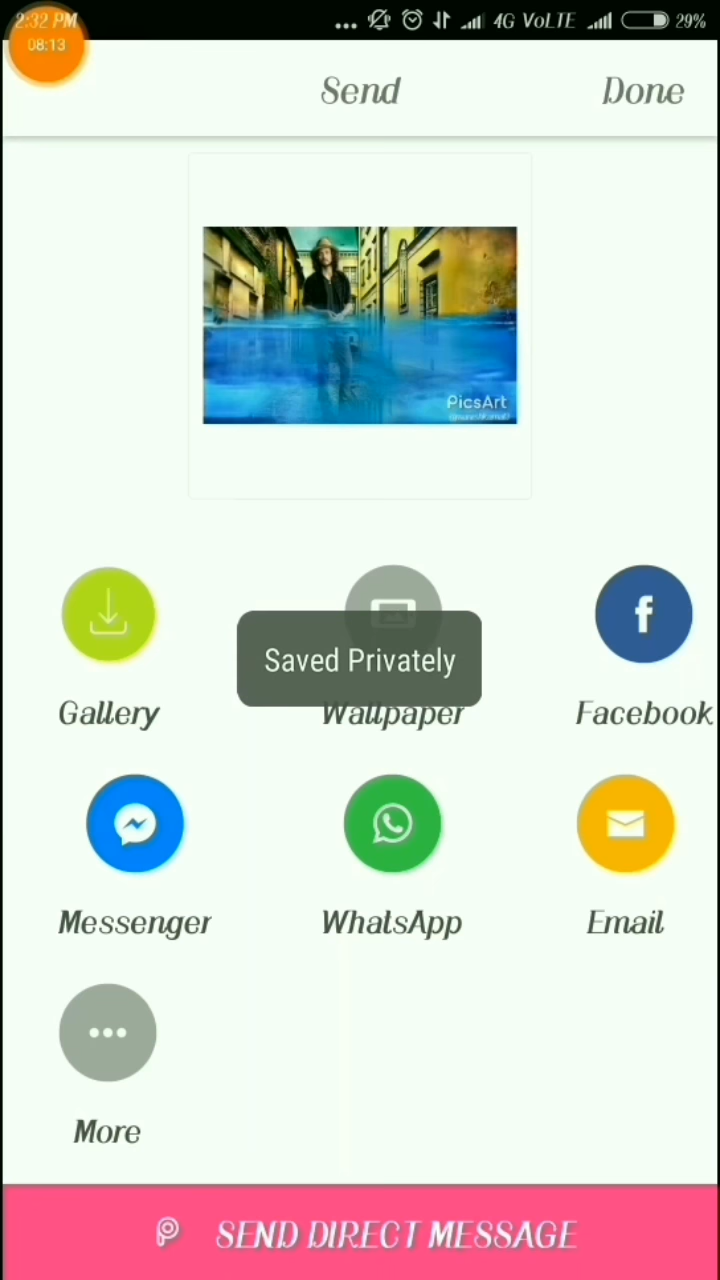 2:32 PM
4G VoLTE
29%
08:13
Send
Done
PicsArt
Saved Privately
Gallery
Wallpaper
Facebook
Messenger
WhatsApp
Email
More
SEND DIRECT MESSAGE